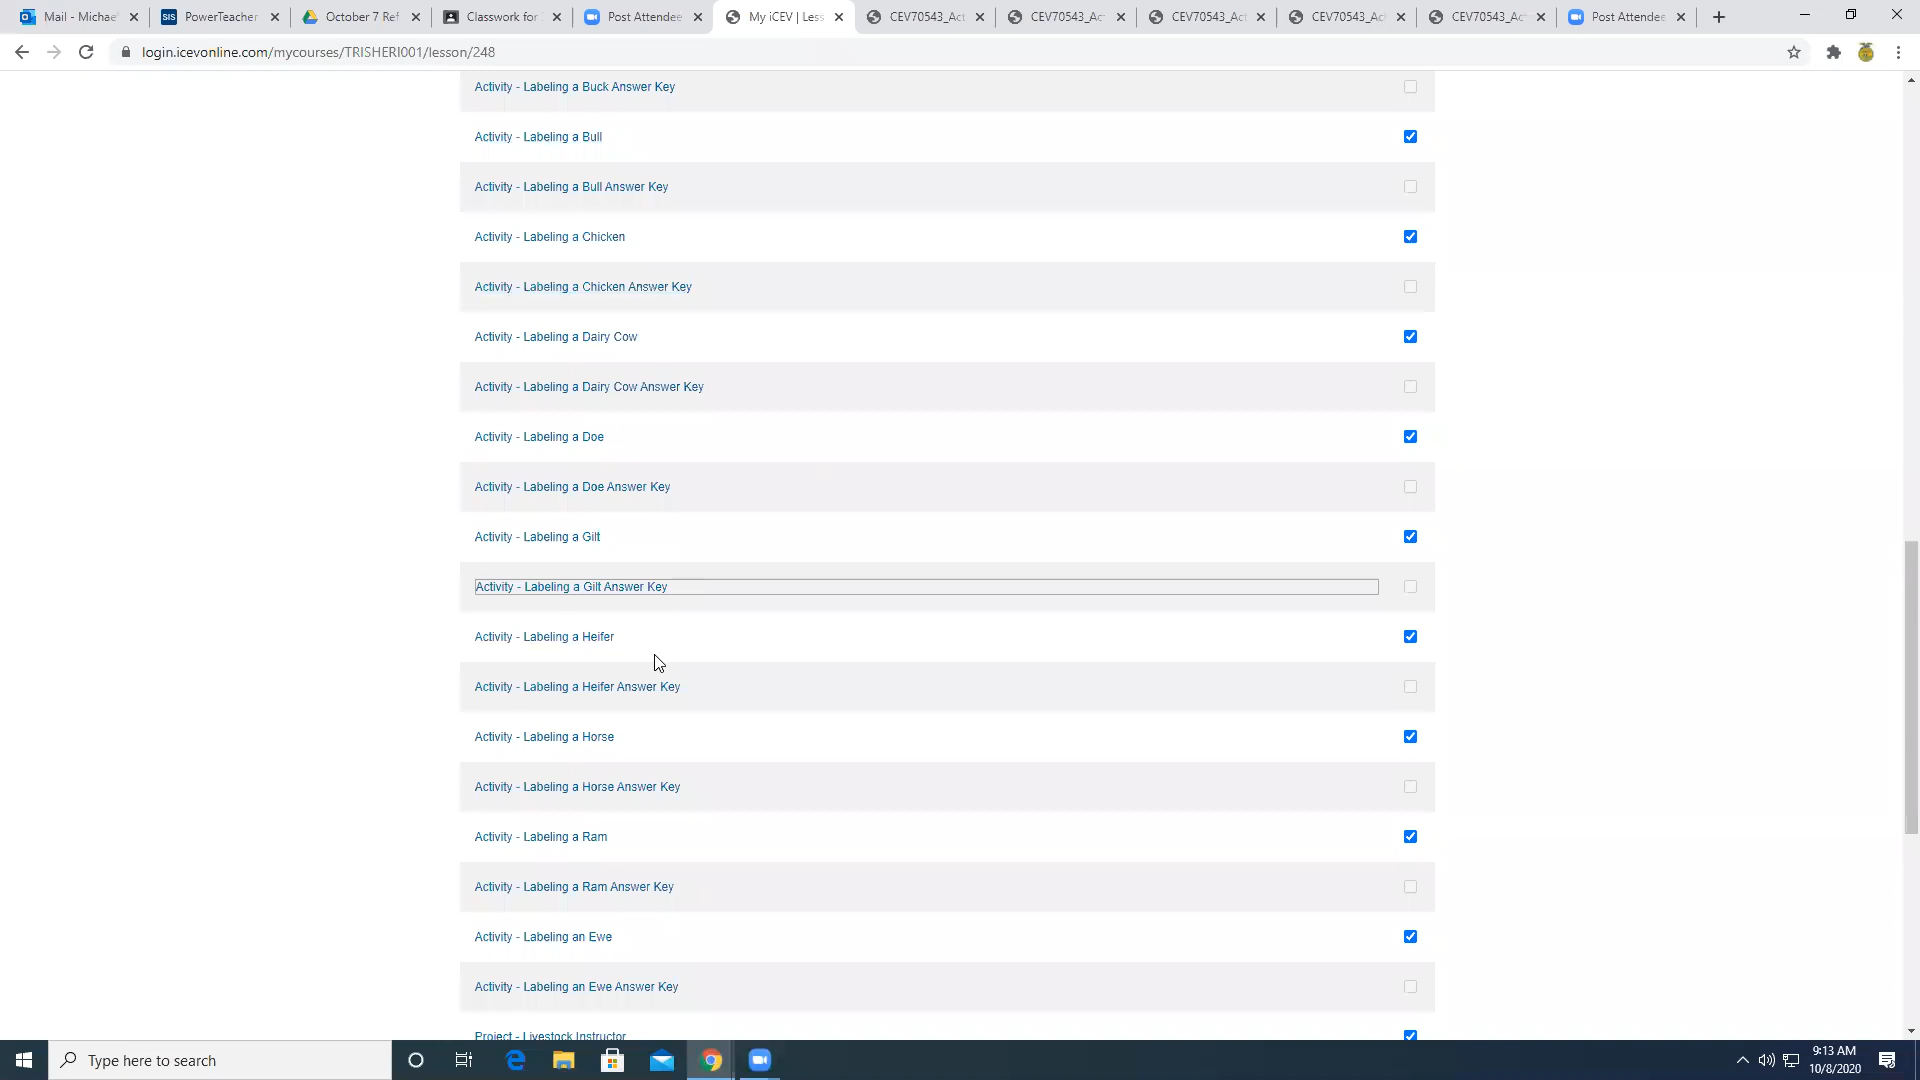 Mail - Michae
SIS
PowerTeacher
October 7 Ref
Classwork for
Post Attendee
My iCEV | Less
CEV70543_Act
CEV70543_Act
CEV70543_Act
CEV70543_Act
CEV70543_Act
Post Attendee
login.icevonline.com/mycourses/TRISHERI001/lesson/248
Activity - Labeling a Buck Answer Key
Activity - Labeling a Bull
Activity - Labeling a Bull Answer Key
Activity - Labeling a Chicken
Activity - Labeling a Chicken Answer Key
Activity - Labeling a Dairy Cow
Activity - Labeling a Dairy Cow Answer Key
Activity - Labeling a Doe
Activity - Labeling a Doe Answer Key
Activity - Labeling a Gilt
Activity - Labeling a Gilt Answer Key
Activity - Labeling a Heifer
Activity - Labeling a Heifer Answer Key
Activity - Labeling a Horse
Activity - Labeling a Horse Answer Key
Activity - Labeling a Ram
Activity - Labeling a Ram Answer Key
Activity - Labeling an Ewe
Activity - Labeling an Ewe Answer Key
Project - Livestock Instructor
Type here to search
9:13 AM
10/8/2020